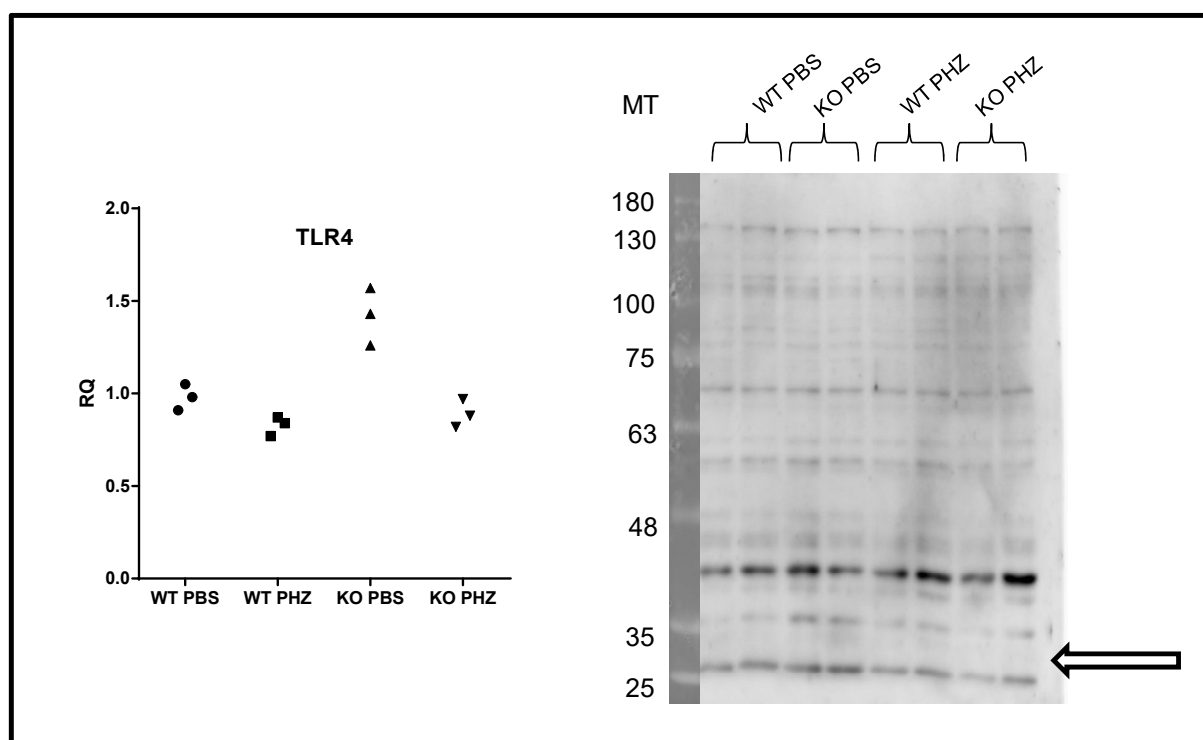 TLR4
RQ
2.0
1.5
1.0
0.5
0.0
WT PBS WT PHZ KO PBS KO PHZ
MT
WT PBS
KO PBS
WT PHZ
KO PHZ
180
130
100
75
63
48
35
25